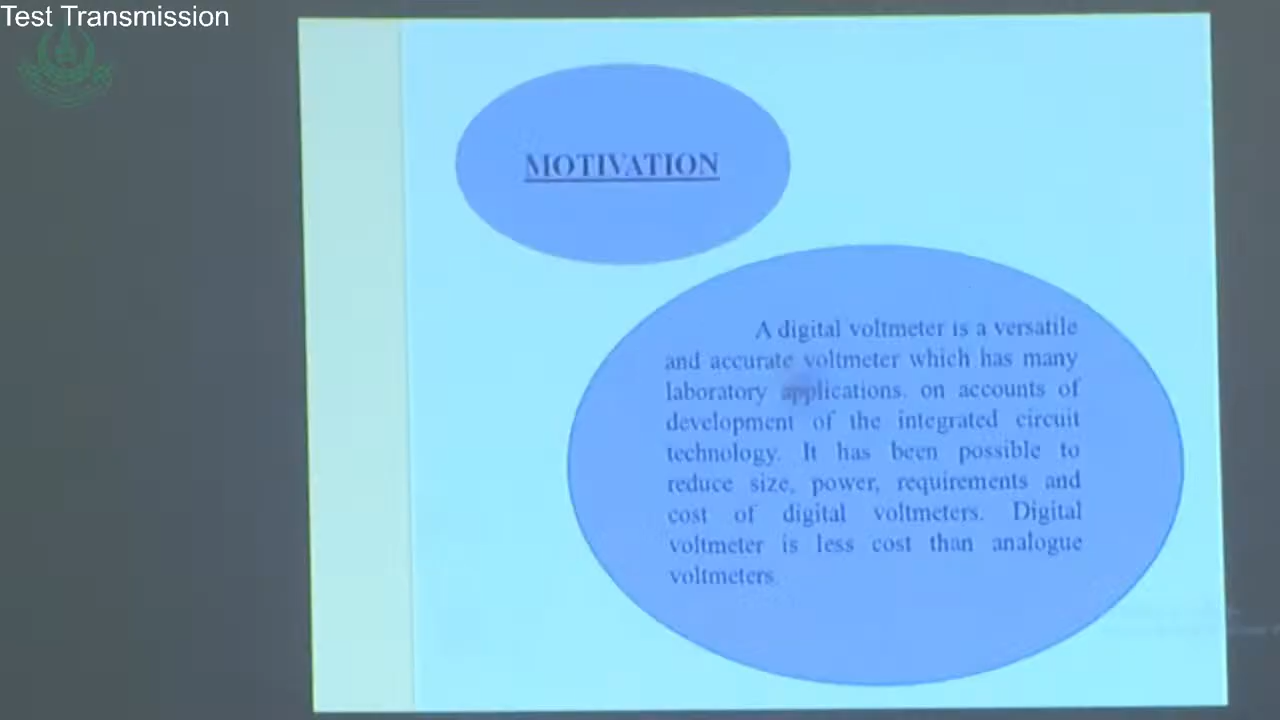 Test Transmission
MOTIVATION
A digital voltmeter is a versatile
and accurate voltmeter which has many
laboratory applications. on accounts of
development of the integrated circuit
technology. It has been possible to
reduce size, power, requirements and
cost of digital voltmeters. Digital
voltmeter is less cost than analogue
voltmeters.